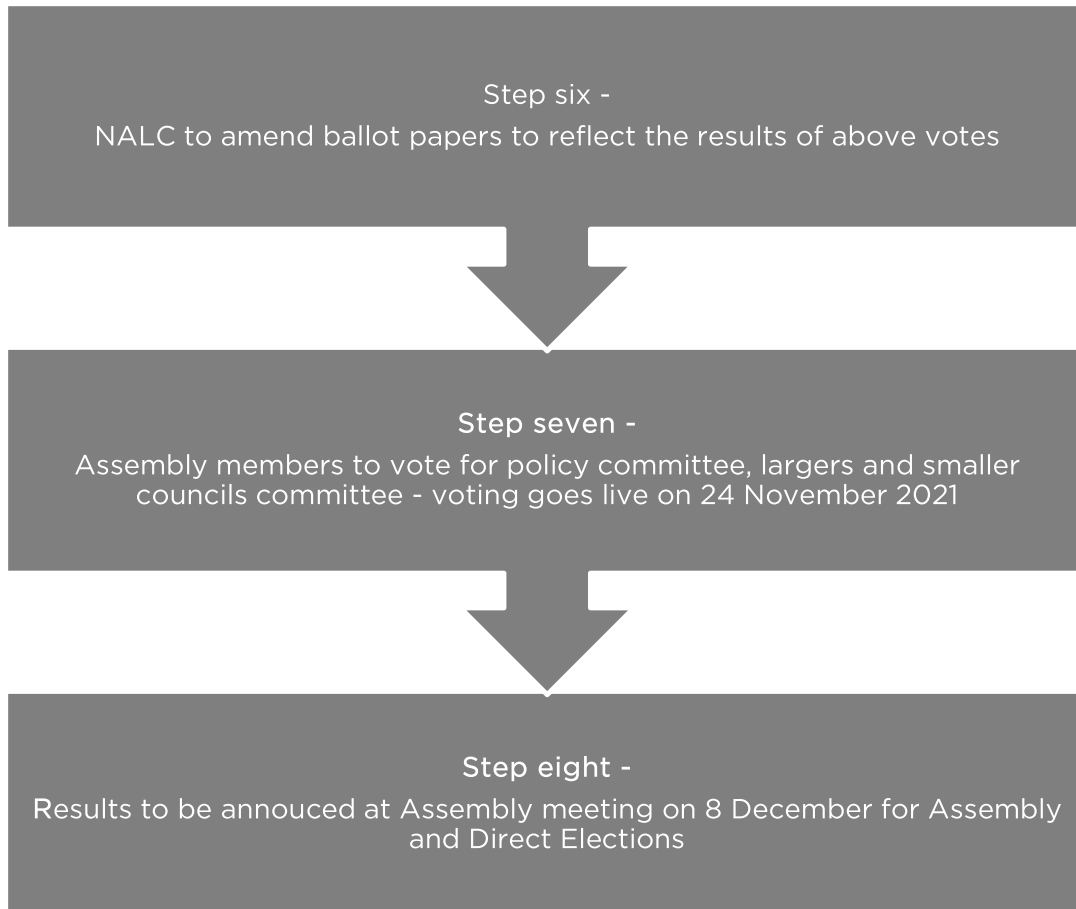 Step six -
NALC to amend ballot papers to reflect the results of above votes
Step seven -
Assembly members to vote for policy committee, largers and smaller
councils committee - voting goes live on 24 November 2021
Step eight -
Results to be annouced at Assembly meeting on 8 December for Assembly
and Direct Elections